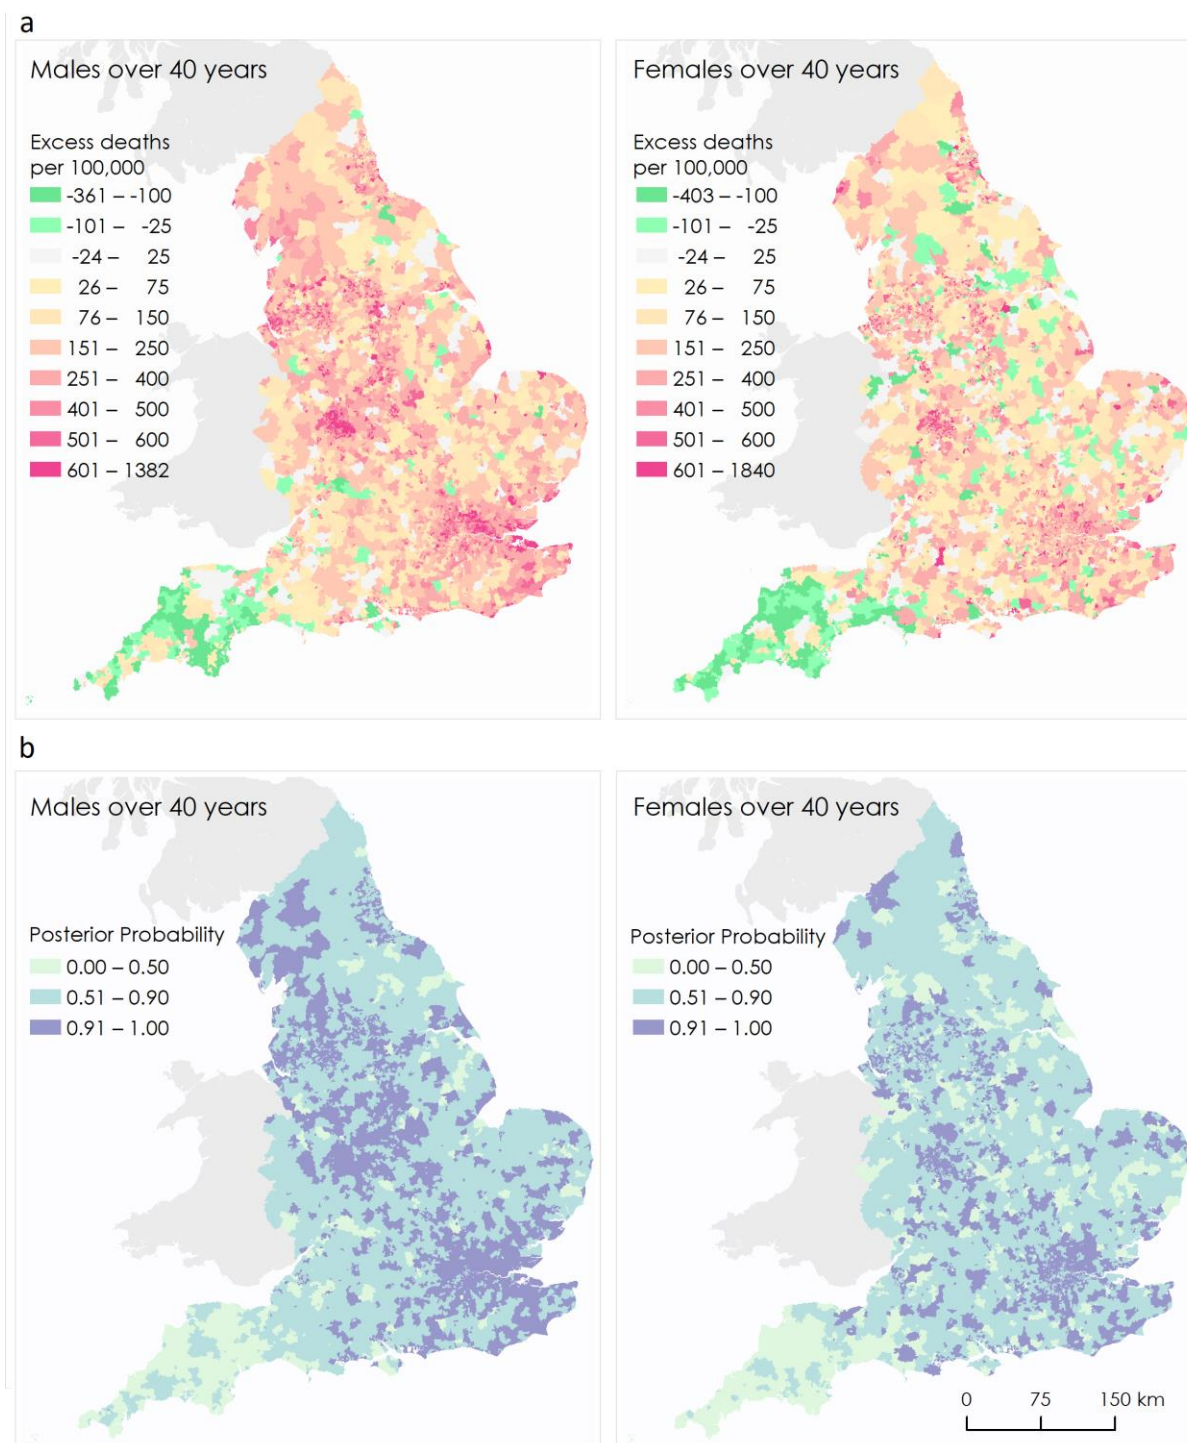 a
Males over 40 years
Excess deaths
per 100,000
-361 – -100
-101 – -25
-24 – 25
26 – 75
76 – 150
151 – 250
251 – 400
401 – 500
501 – 600
601 – 1382
Females over 40 years
Excess deaths
per 100,000
-403 – -100
-101 – -25
-24 – 25
26 – 75
76 – 150
151 – 250
251 – 400
401 – 500
501 – 600
601 – 1840
b
Males over 40 years
Posterior Probability
0.00 – 0.50
0.51 – 0.90
0.91 – 1.00
Females over 40 years
Posterior Probability
0.00 – 0.50
0.51 – 0.90
0.91 – 1.00
0 75 150 km